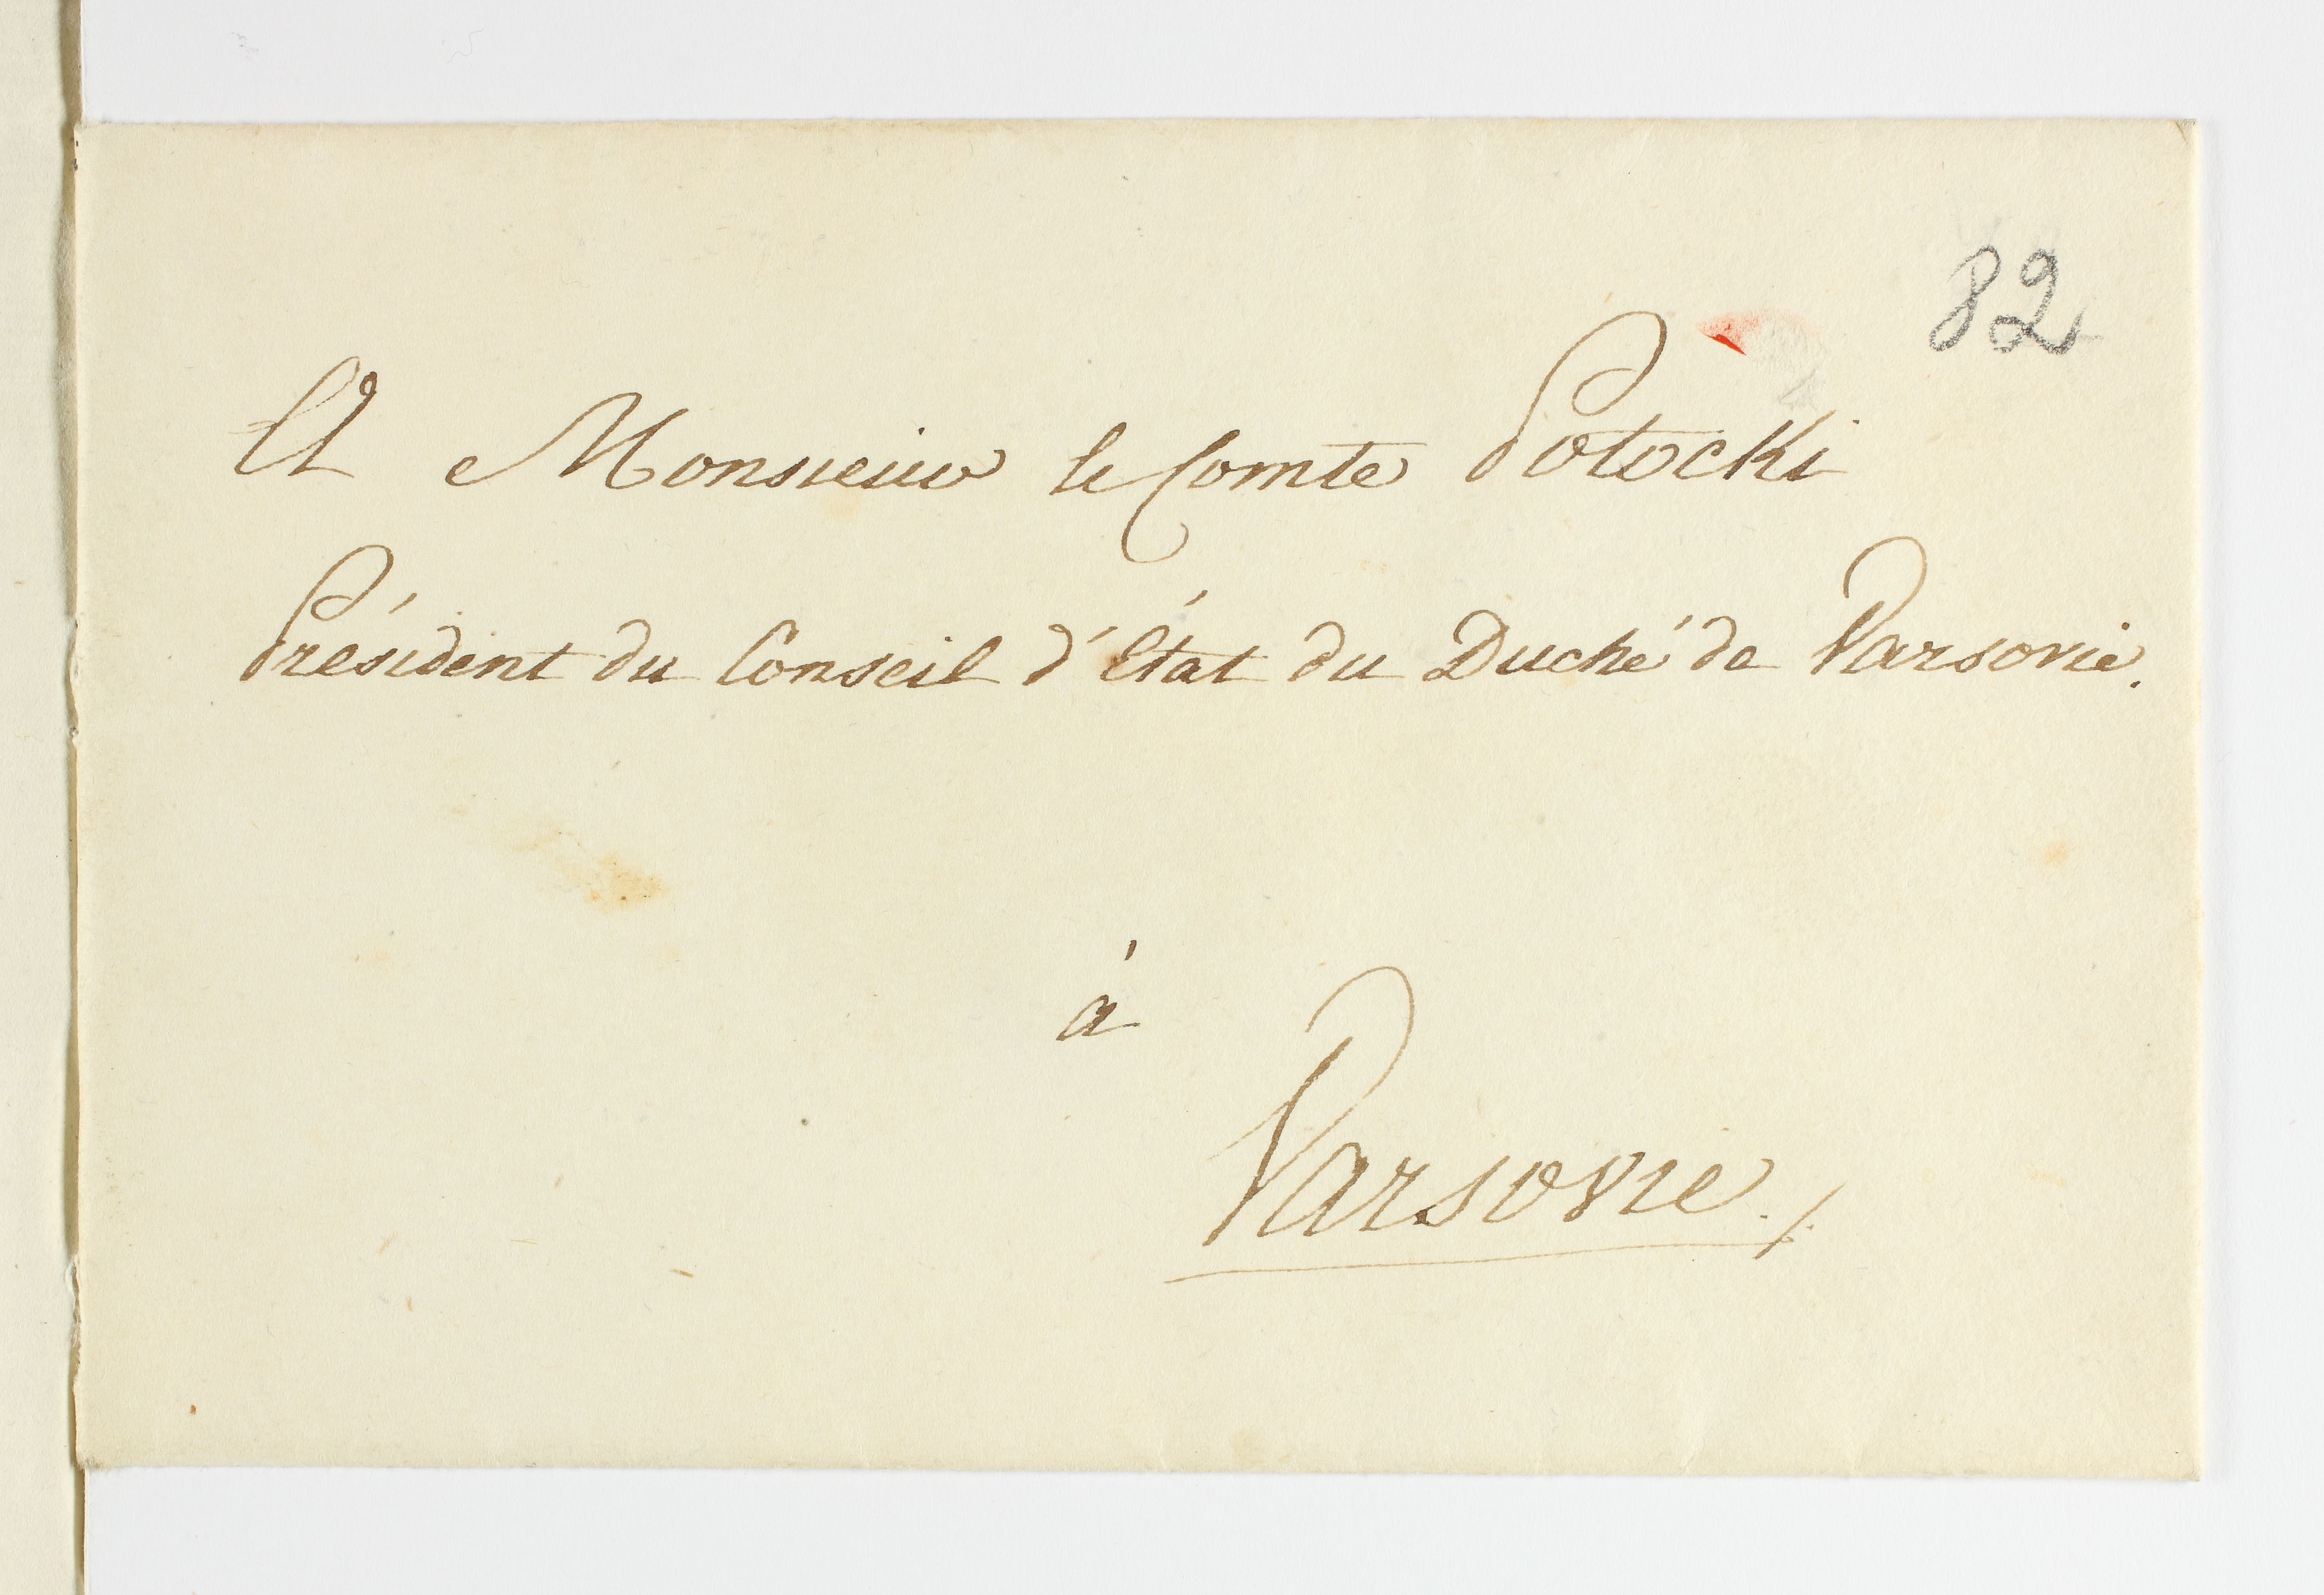 82
A Monsieur le Comte Potocki
Président du Conseil d'État du Duché de Varsovie.
à
Varsovie ./.